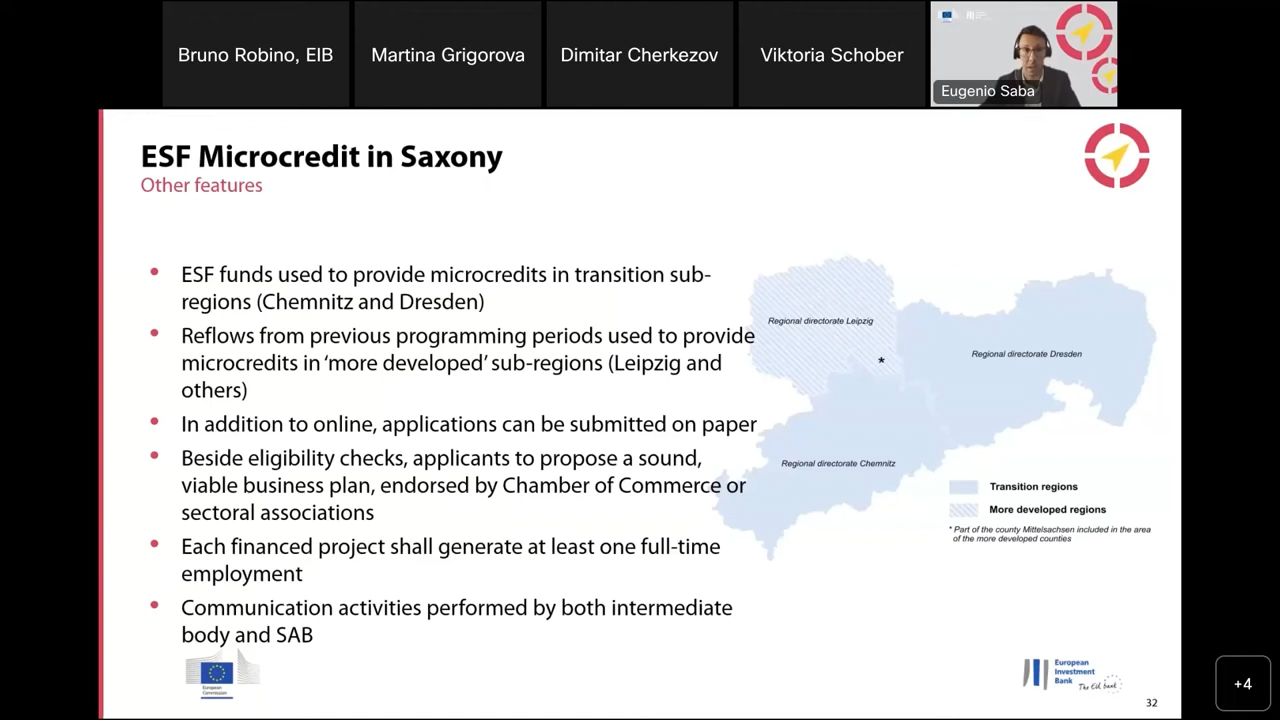 Bruno Robino, EIB
Martina Grigorova
Dimitar Cherkezov
Viktoria Schober
Eugenio Saba
ESF Microcredit in Saxony
Other features
• ESF funds used to provide microcredits in transition sub-
regions (Chemnitz and Dresden)
• Reflows from previous programming periods used to provide
microcredits in ‘more developed’ sub-regions (Leipzig and
others)
• In addition to online, applications can be submitted on paper
• Beside eligibility checks, applicants to propose a sound,
viable business plan, endorsed by Chamber of Commerce or
sectoral associations
• Each financed project shall generate at least one full-time
employment
• Communication activities performed by both intermediate
body and SAB
Regional directorate Leipzig
*
Regional directorate Dresden
Regional directorate Chemnitz
Transition regions
More developed regions
* Part of the county Mittelsachsen included in the area
of the more developed counties
European
Commission
European
Investment
Bank
The EU bank
32
+4